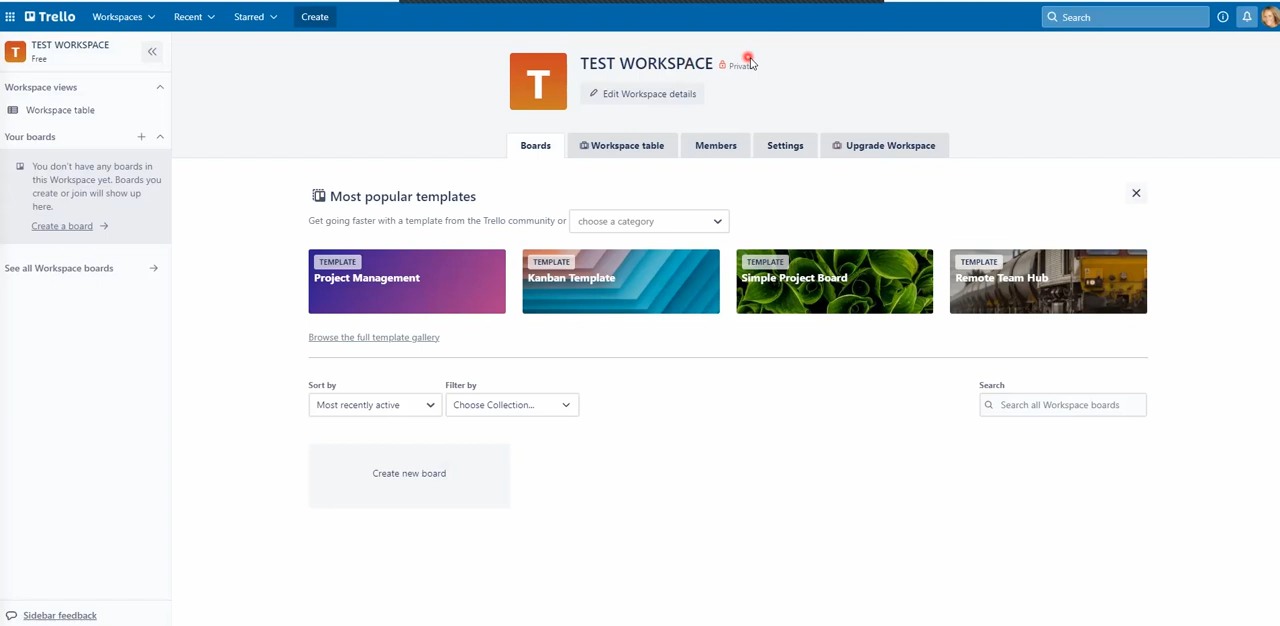 Trello Workspaces Recent Starred Create Search
T TEST WORKSPACE
Free
Workspace views
Workspace table
Your boards
You don't have any boards in
this Workspace yet. Boards you
create or join will show up
here.
Create a board
See all Workspace boards
Sidebar feedback
T
TEST WORKSPACE
Edit Workspace details
Boards Workspace table Members Settings Upgrade Workspace
Most popular templates
Get going faster with a template from the Trello community or choose a category
TEMPLATE
Project Management
TEMPLATE
Kanban Template
TEMPLATE
Simple Project Board
TEMPLATE
Remote Team Hub
Browse the full template gallery
Sort by
Most recently active
Filter by
Choose Collection...
Search
Search all Workspace boards
Create new board